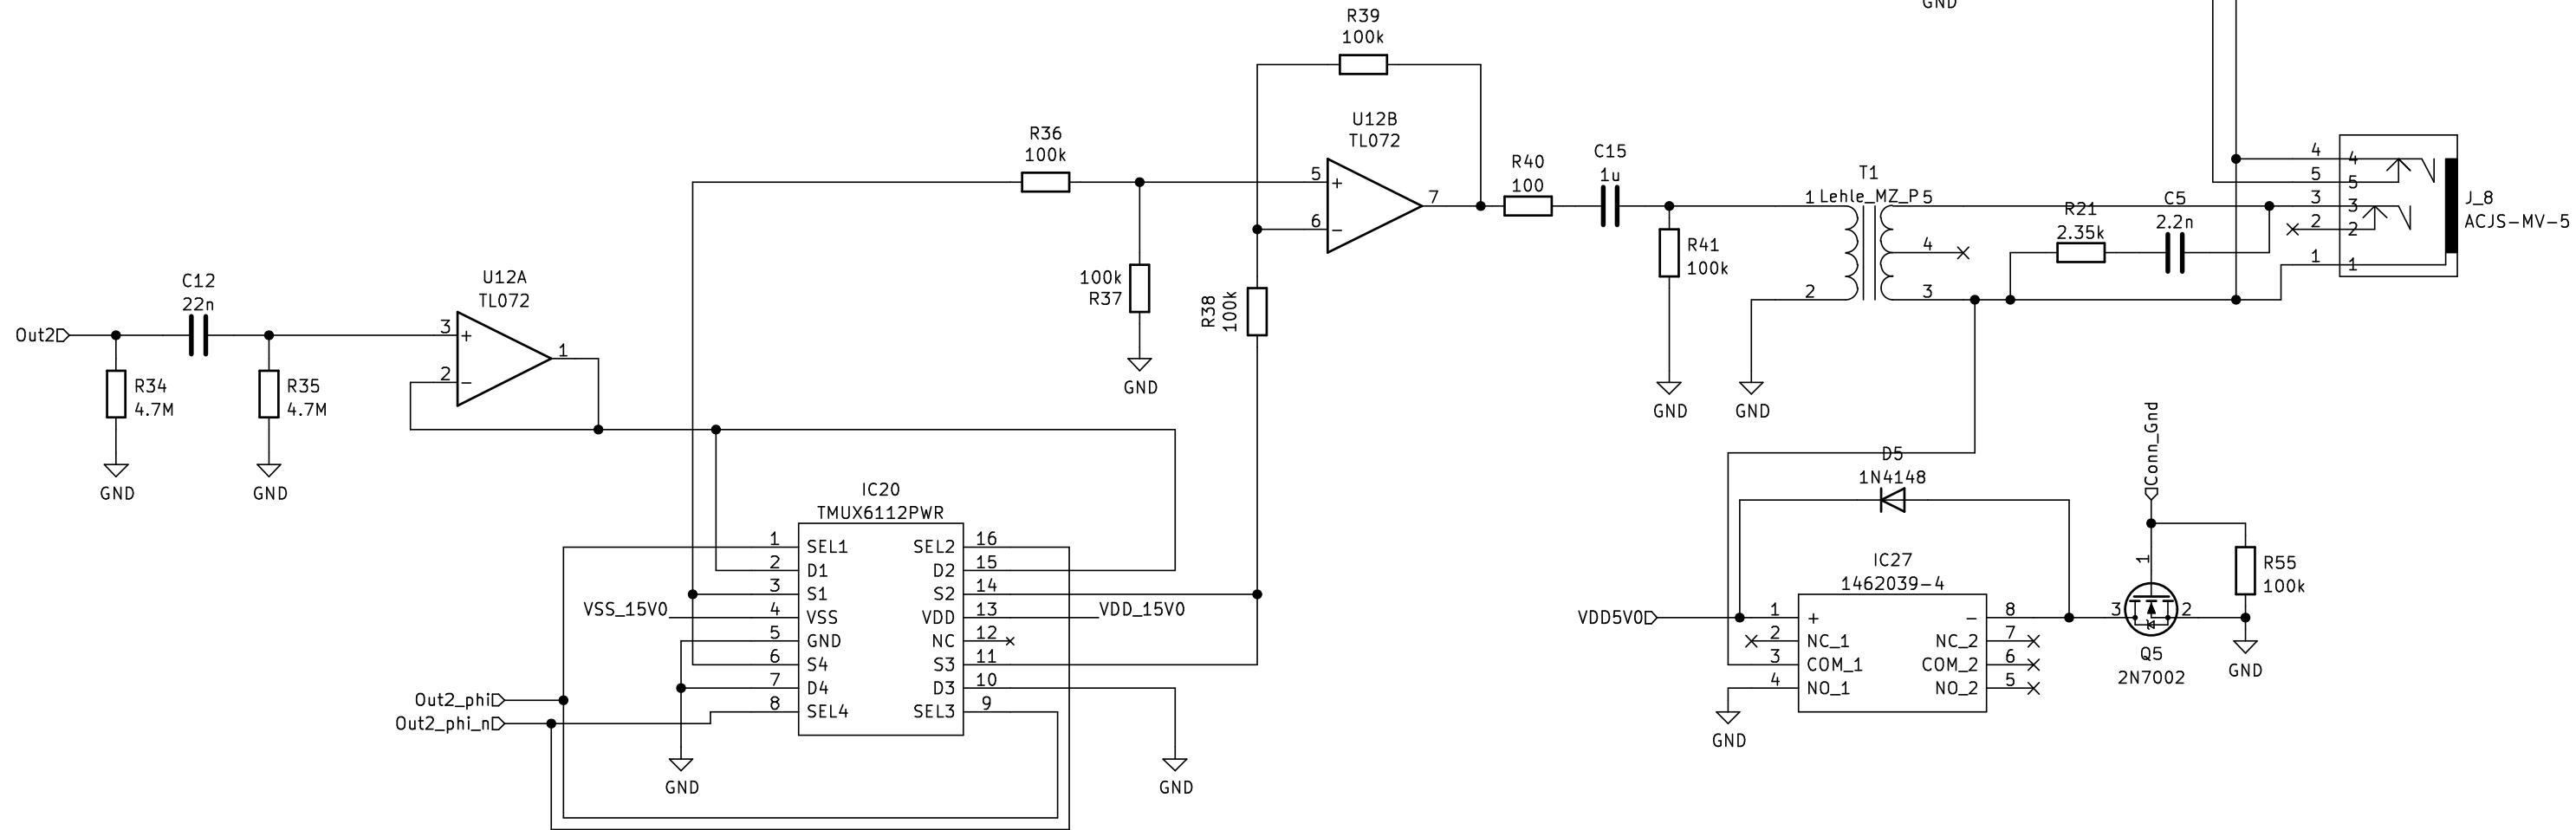 GND
R39
100k
U12B
TL072
R36
100k
5
+
6
−
7
R40
100
C15
1u
T1
1 Lehle_MZ_P 5
4
2
3
R41
100k
GND
GND
100k
R37
GND
R38
100k
R21
2.35k
C5
2.2n
4 4
5 5
3 3
2 2
1 1
J_8
ACJS-MV-5
Out2
C12
22n
R34
4.7M
GND
R35
4.7M
GND
U12A
TL072
3
+
2
−
1
IC20
TMUX6112PWR
1 SEL1 SEL2 16
2 D1 D2 15
3 S1 S2 14
VSS_15V0 4 VSS VDD 13 VDD_15V0
5 GND NC 12
6 S4 S3 11
7 D4 D3 10
8 SEL4 SEL3 9
Out2_phi
Out2_phi_n
GND
GND
D5
1N4148
IC27
1462039-4
VDD5V0 1 + − 8
2 NC_1 NC_2 7
3 COM_1 COM_2 6
4 NO_1 NO_2 5
GND
Conn_Gnd
1
3
2
Q5
2N7002
R55
100k
GND